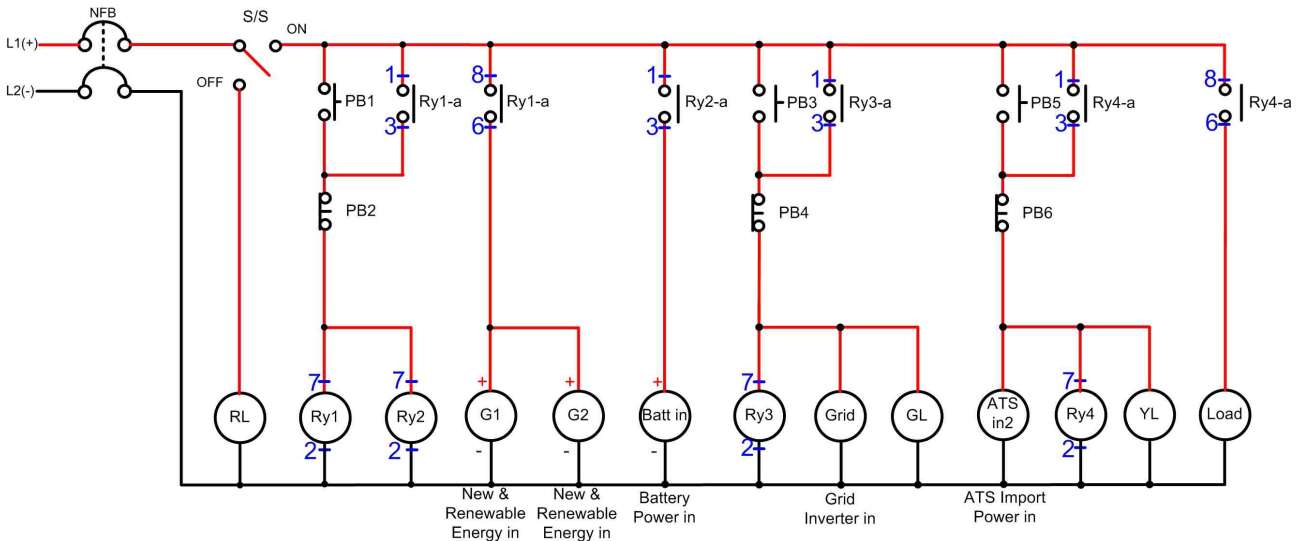 NFB
S/S
ON
L1(+)
L2(-)
OFF
PB1
1
Ry1-a
3
8
Ry1-a
6
1
Ry2-a
3
PB3
1
Ry3-a
3
PB5
1
Ry4-a
3
8
Ry4-a
6
PB2
PB4
PB6
7
7
+
+
+
7
7
RL
Ry1
Ry2
G1
G2
Batt in
Ry3
Grid
GL
ATS
in2
Ry4
YL
Load
2
2
-
-
-
2
2
New &
Renewable
Energy in
New &
Renewable
Energy in
Battery
Power in
Grid
Inverter in
ATS Import
Power in